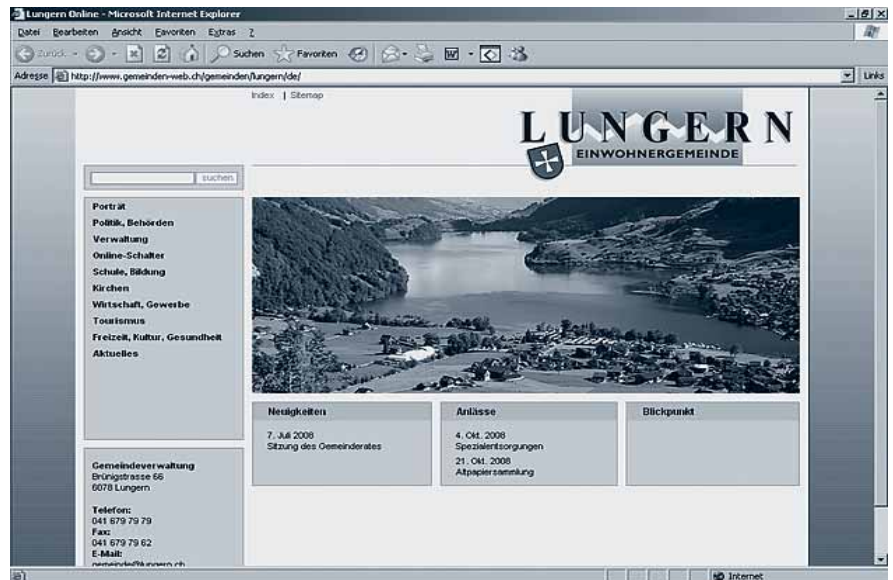 Lungern Online - Microsoft Internet Explorer
Datei Bearbeiten Ansicht Favoriten Extras ?
Zurück Suchen Favoriten
Adresse http://www.gemeinden-web.ch/gemeinden/lungern/de/ Links
Index | Sitemap
LUNGERN
EINWOHNERGEMEINDE
suchen
Porträt
Politik, Behörden
Verwaltung
Online-Schalter
Schule, Bildung
Kirchen
Wirtschaft, Gewerbe
Tourismus
Freizeit, Kultur, Gesundheit
Aktuelles
Neuigkeiten
7. Juli 2008
Sitzung des Gemeinderates
Anlässe
4. Okt. 2008
Spezialentsorgungen
21. Okt. 2008
Altpapiersammlung
Blickpunkt
Gemeindeverwaltung
Brünigstrasse 66
6078 Lungern
Telefon:
041 679 79 79
Fax:
041 679 79 62
E-Mail:
gemeinde@lungern.ch
Internet